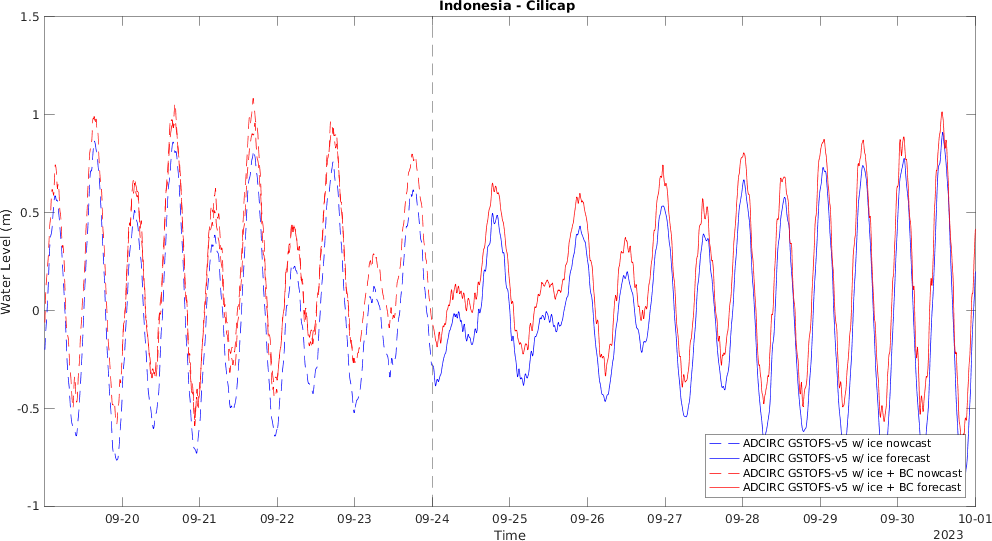 Indonesia - Cilicap
Water Level (m)
1.5
1
0.5
0
-0.5
-1
ADCIRC GSTOFS-v5 w/ ice nowcast
ADCIRC GSTOFS-v5 w/ ice forecast
ADCIRC GSTOFS-v5 w/ ice + BC nowcast
ADCIRC GSTOFS-v5 w/ ice + BC forecast
09-20 09-21 09-22 09-23 09-24 09-25 09-26 09-27 09-28 09-29 09-30 10-01
Time
2023